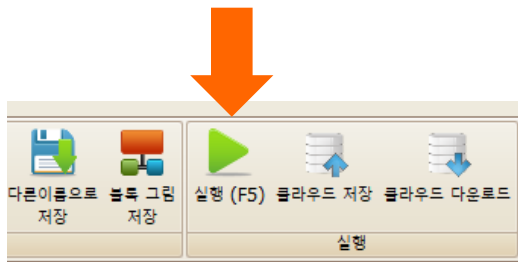 다른이름으로 저장
블록 그림 저장
실행 (F5)
클라우드 저장
클라우드 다운로드
실행